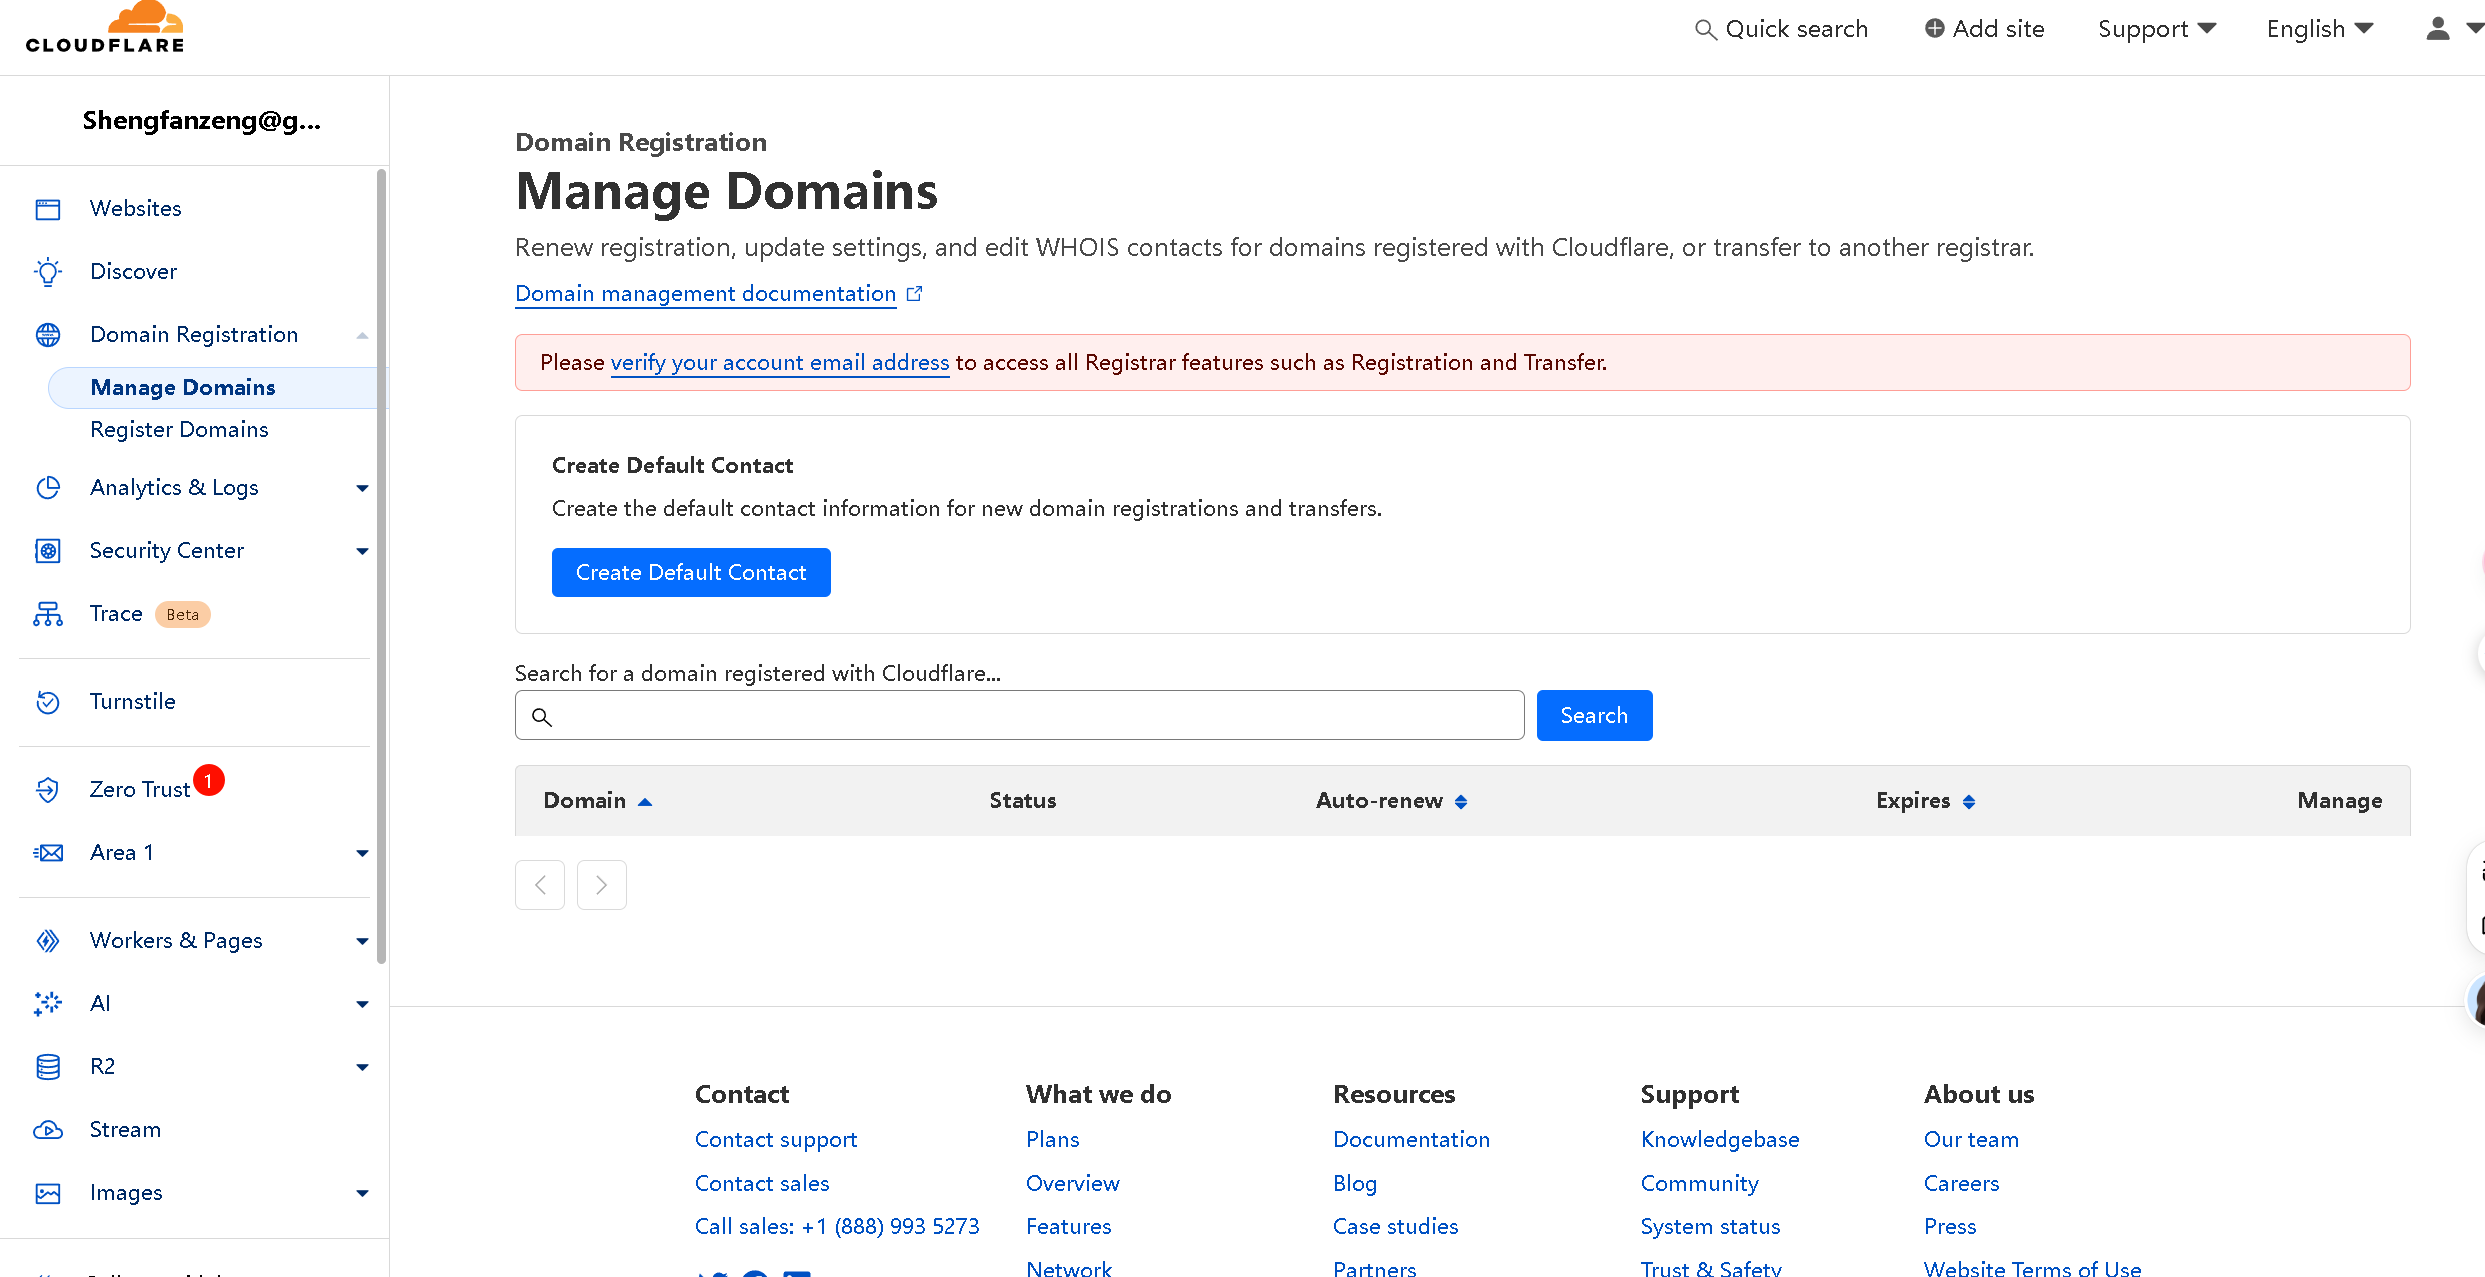 CLOUDFLARE
Quick search
Add site
Support
English
Shengfanzeng@g...
Websites
Discover
Domain Registration
Manage Domains
Register Domains
Analytics & Logs
Security Center
Trace Beta
Turnstile
Zero Trust 1
Area 1
Workers & Pages
AI
R2
Stream
Images
Domain Registration
Manage Domains
Renew registration, update settings, and edit WHOIS contacts for domains registered with Cloudflare, or transfer to another registrar.
Domain management documentation
Please verify your account email address to access all Registrar features such as Registration and Transfer.
Create Default Contact
Create the default contact information for new domain registrations and transfers.
Create Default Contact
Search for a domain registered with Cloudflare...
Search
Domain Status Auto-renew Expires Manage
Contact
Contact support
Contact sales
Call sales: +1 (888) 993 5273
What we do
Plans
Overview
Features
Network
Resources
Documentation
Blog
Case studies
Partners
Support
Knowledgebase
Community
System status
Trust & Safety
About us
Our team
Careers
Press
Website Terms of Use